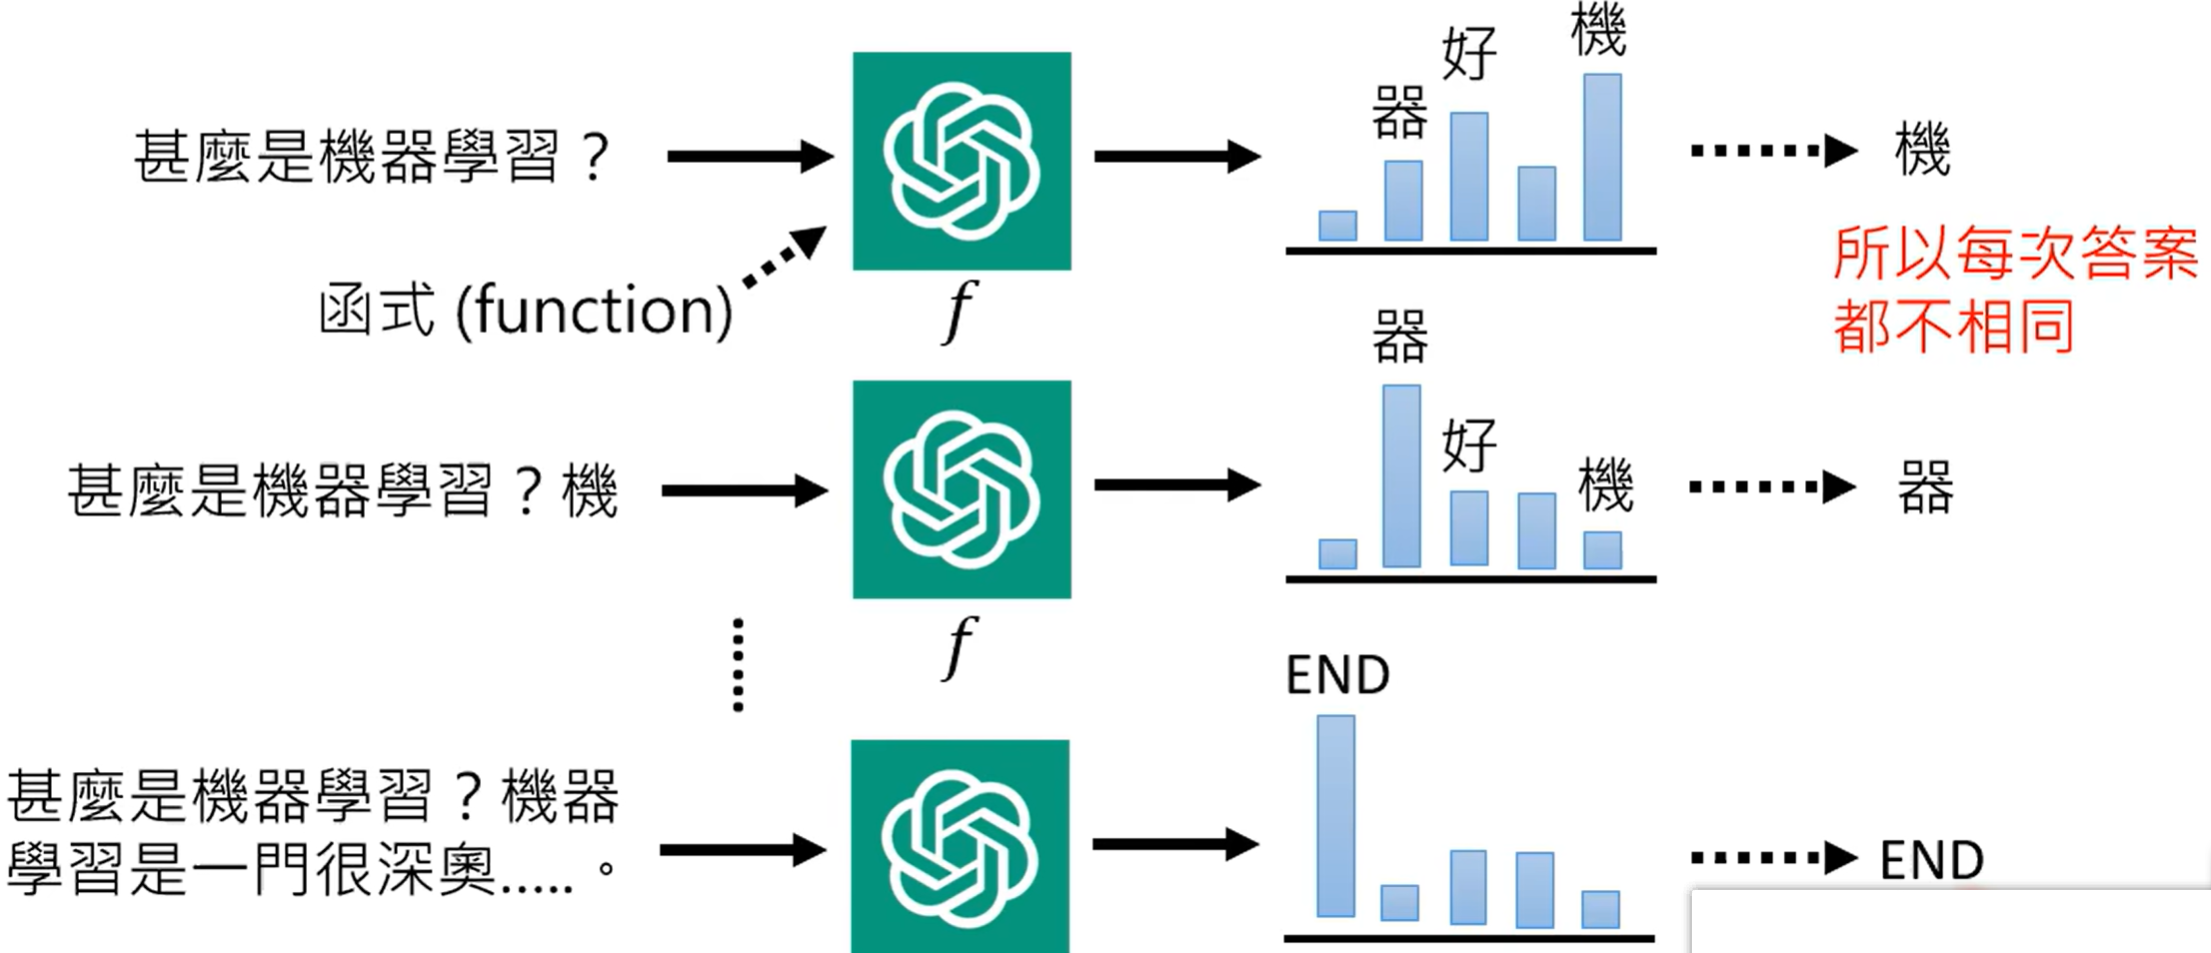 機
好
器
甚麼是機器學習？
機
所以每次答案
都不相同
函式 (function)
f
器
好
機
甚麼是機器學習？機
器
f
END
甚麼是機器學習？機器
學習是一門很深奧..... 。
END